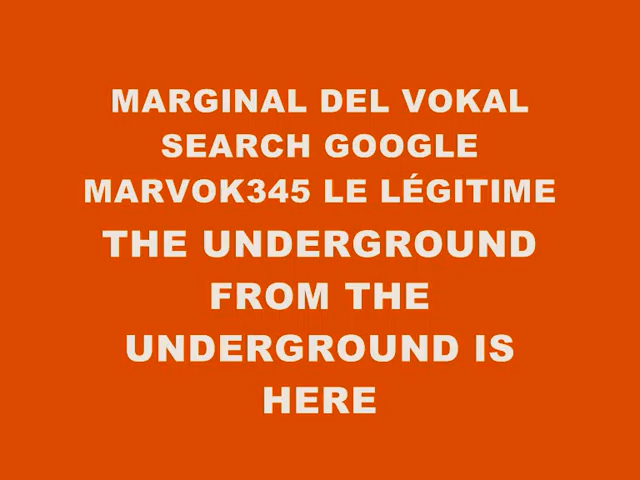 MARGINAL DEL VOKAL
SEARCH GOOGLE
MARVOK345 LE LÉGITIME
THE UNDERGROUND
FROM THE
UNDERGROUND IS
HERE